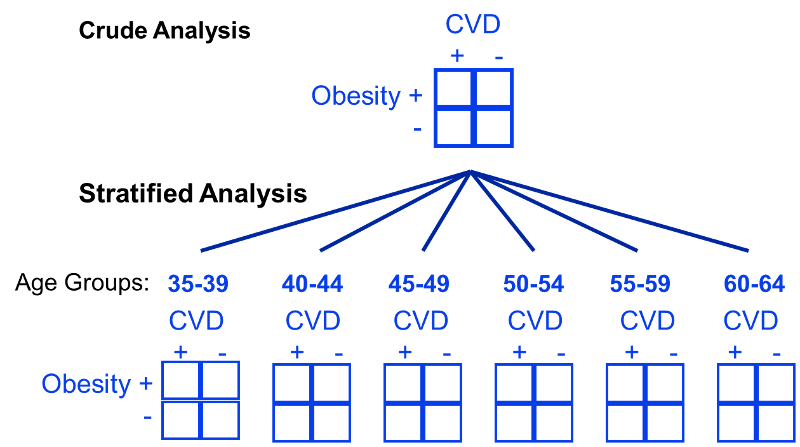 Crude Analysis
CVD
+ -
Obesity +
-
Stratified Analysis
Age Groups: 35-39 40-44 45-49 50-54 55-59 60-64
CVD CVD CVD CVD CVD CVD
+ - + - + - + - + - + -
Obesity +
-